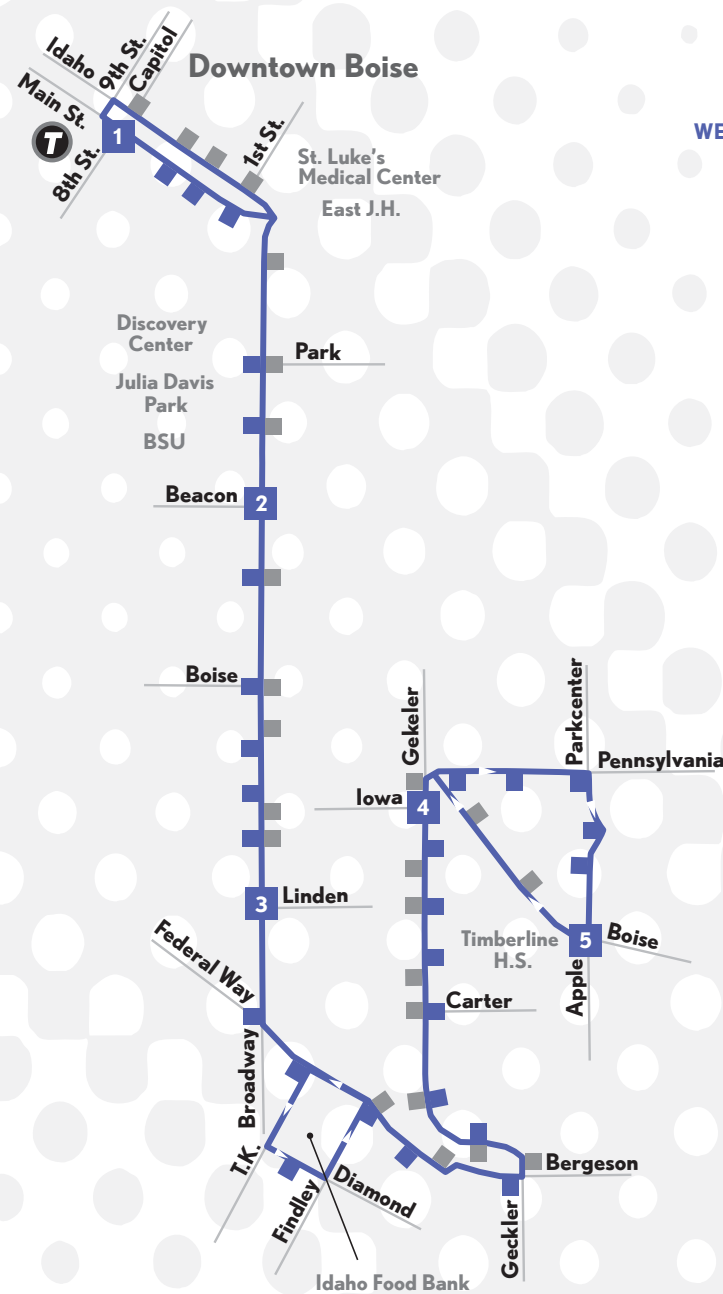 Idaho
9th St.
Capitol
Downtown Boise
Main St.
T
1
8th St.
1st St.
WE
St. Luke's
Medical Center
East J.H.
Discovery
Center
Park
Julia Davis
Park
BSU
Beacon
2
Boise
Gekeler
Parkcenter
Pennsylvania
Iowa
4
3
Linden
Federal Way
Timberline
H.S.
5
Boise
Apple
Carter
Broadway
T.K.
Findley
Diamond
Bergeson
Geckler
Idaho Food Bank